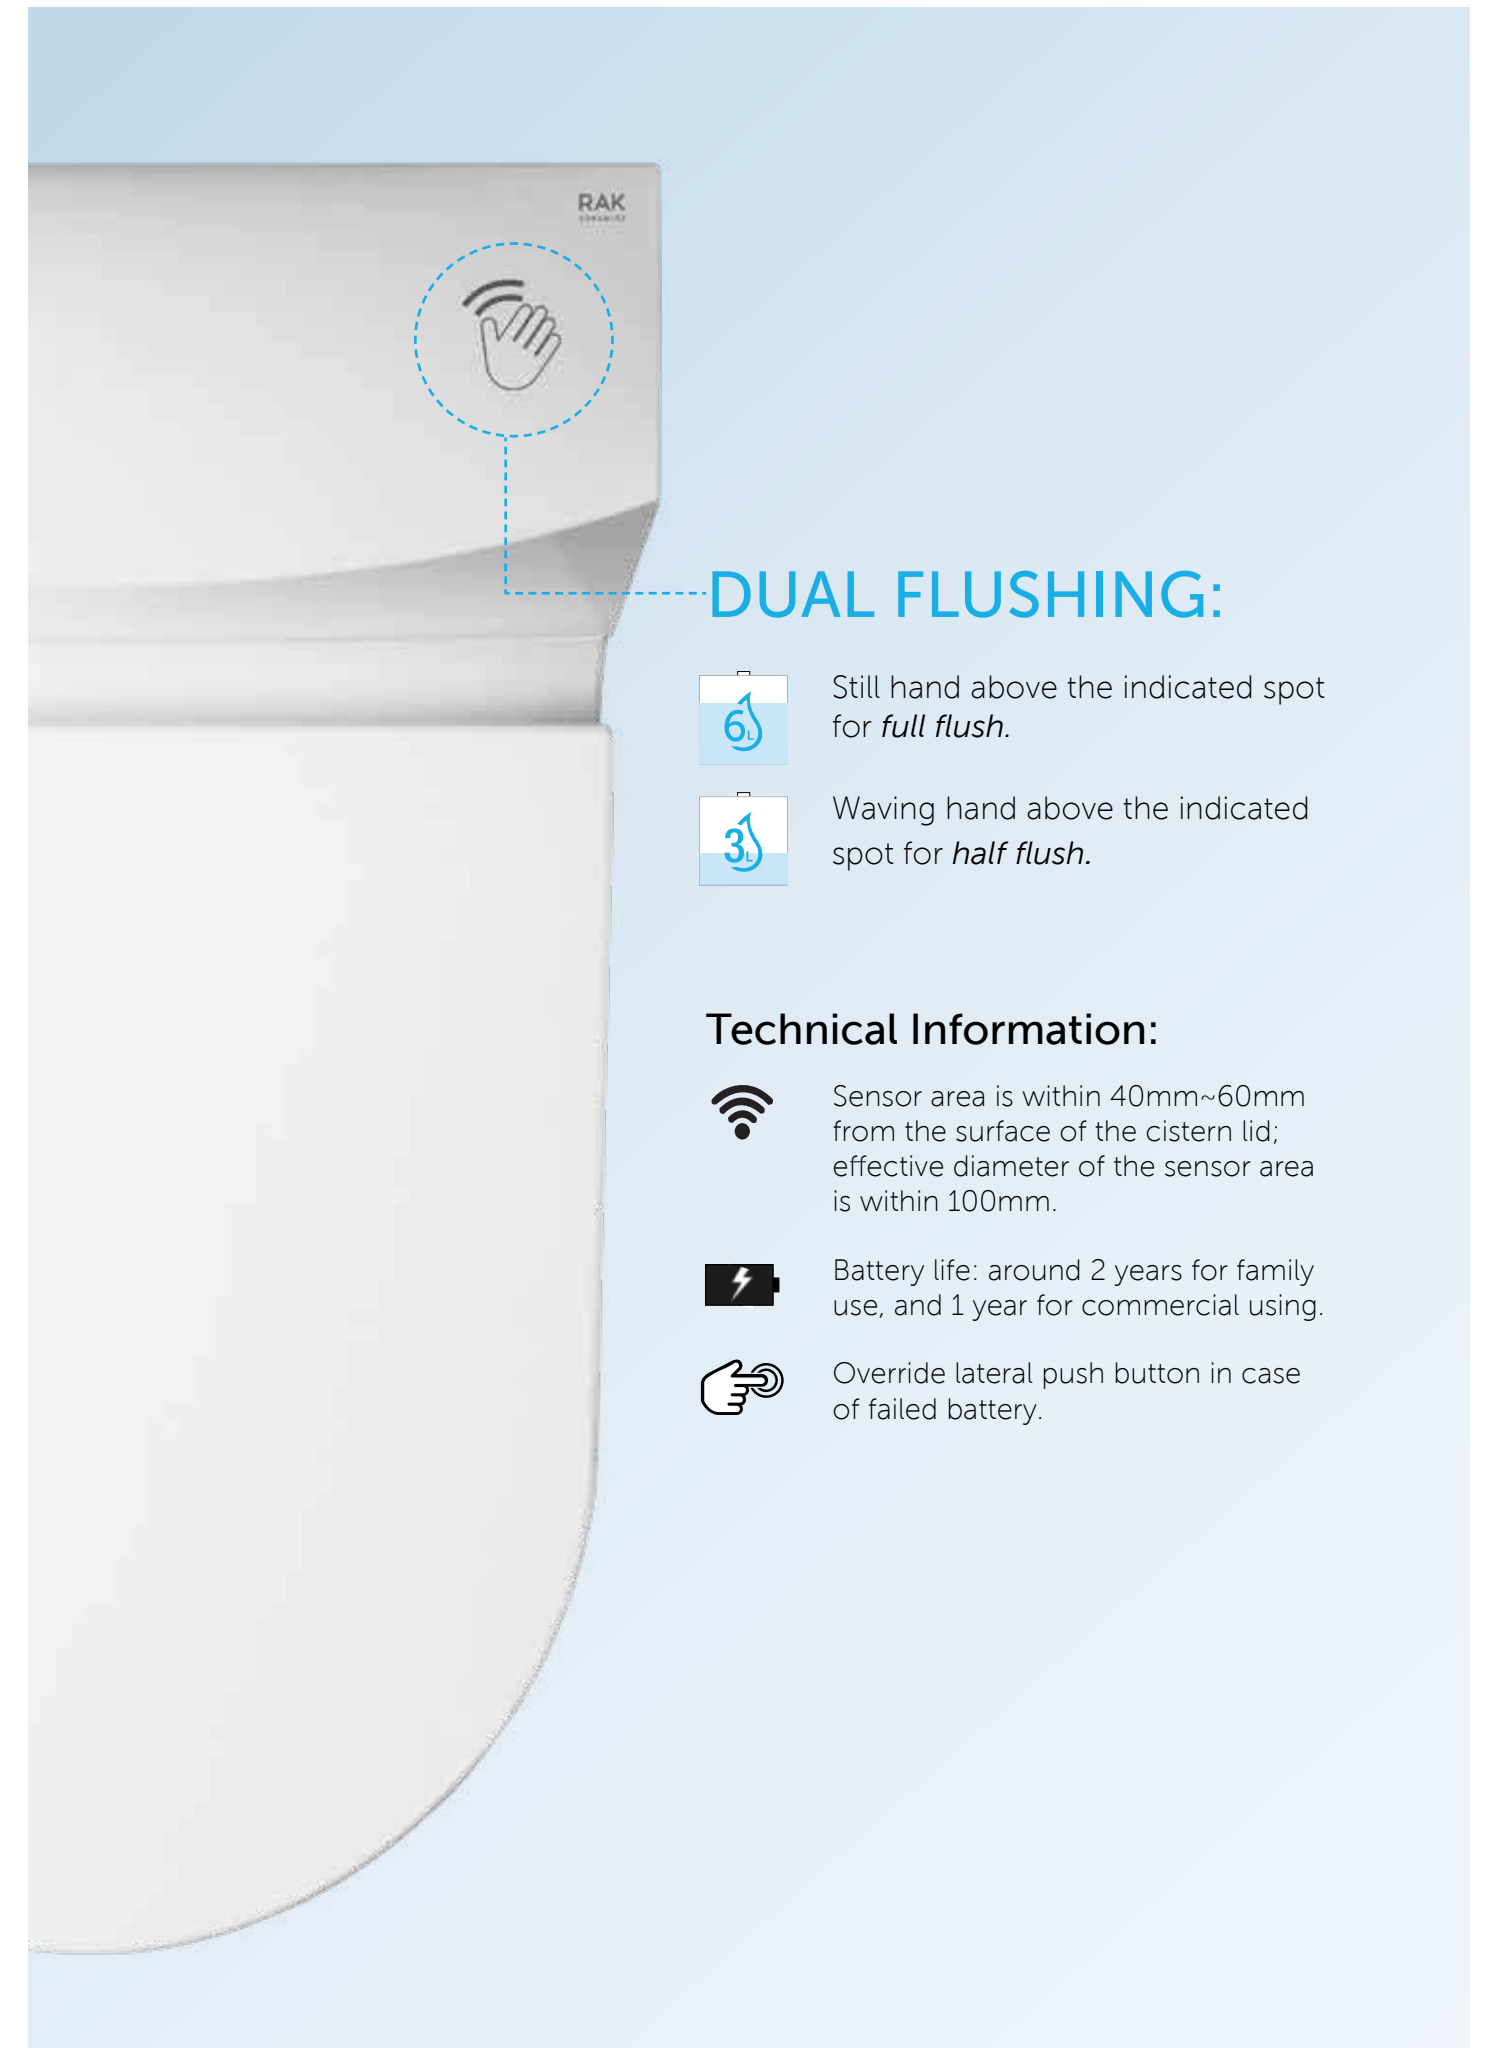 RAK
DUAL FLUSHING:
6L
Still hand above the indicated spot
for full flush.
3L
Waving hand above the indicated
spot for half flush.
Technical Information:
Sensor area is within 40mm~60mm
from the surface of the cistern lid;
effective diameter of the sensor area
is within 100mm.
Battery life: around 2 years for family
use, and 1 year for commercial using.
Override lateral push button in case
of failed battery.